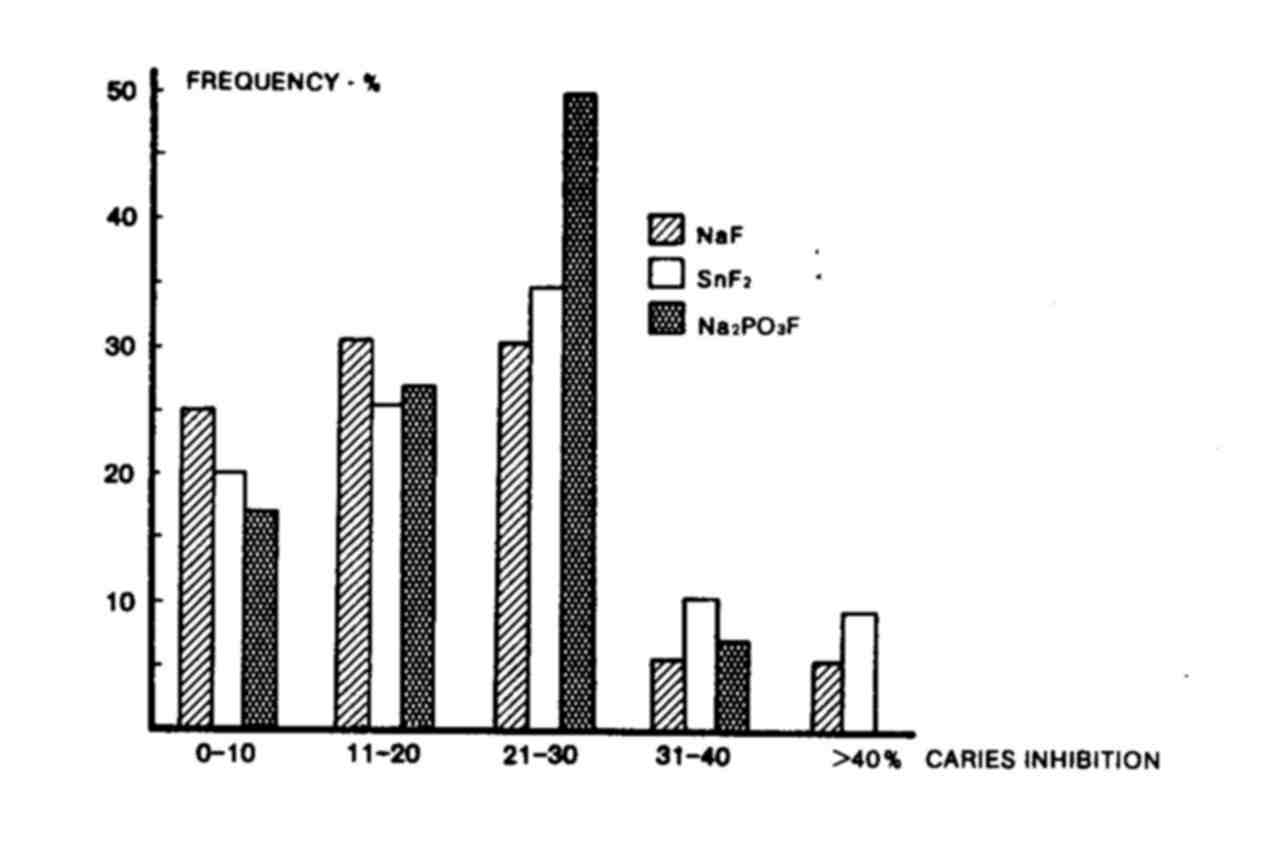 FREQUENCY - %
50
40
30
20
10
NaF
SnF₂
Na₂PO₃F
0-10 11-20 21-30 31-40 >40% CARIES INHIBITION